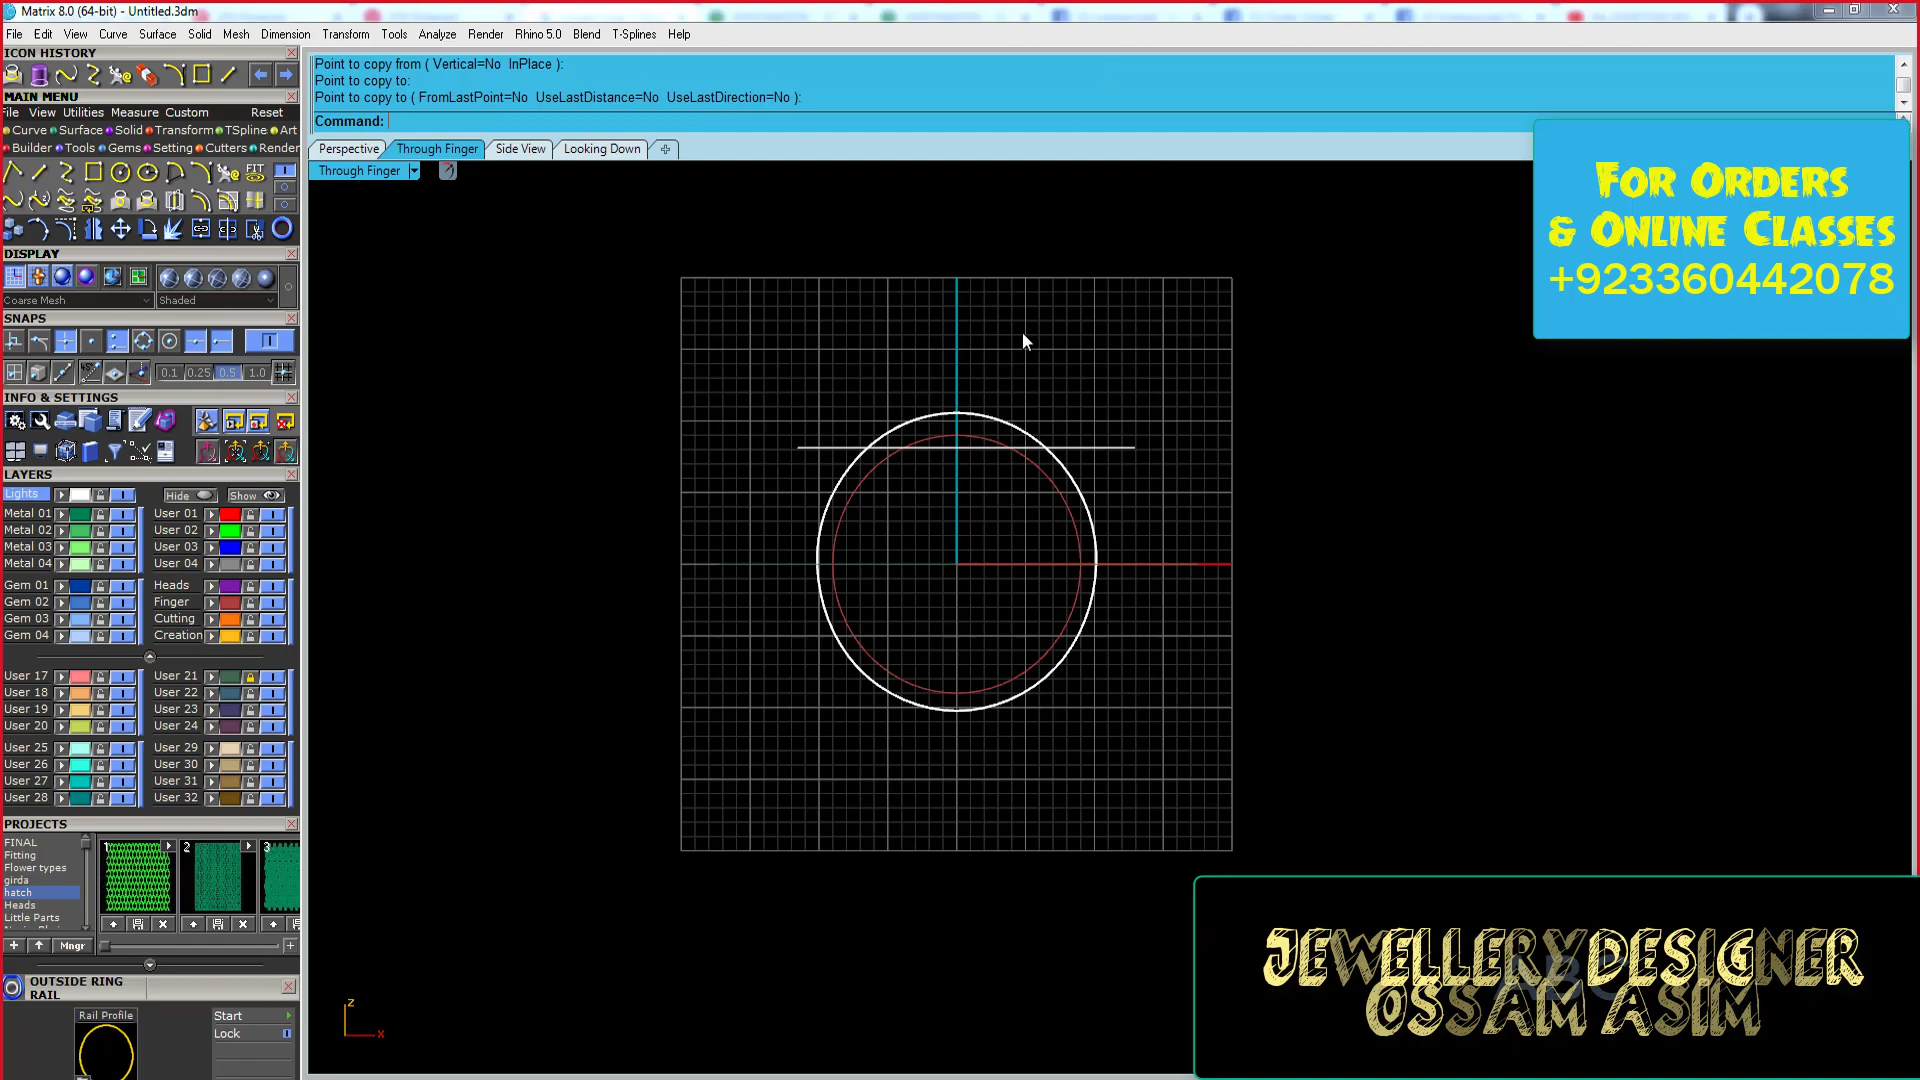 Matrix 8.0 (64-bit) - Untitled.3dm
File Edit View Curve Surface Solid Mesh Dimension Transform Tools Analyze Render Rhino 5.0 Blend T-Splines Help
ICON HISTORY
MAIN MENU
File View Utilities Measure Custom Reset
Curve Surface Solid Transform TSpline Art
Builder Tools Gems Setting Cutters Render
FIT
DISPLAY
Coarse Mesh Shaded
SNAPS
0.1 0.25 0.5 1.0
INFO & SETTINGS
LAYERS
Lights Hide Show
Metal 01 User 01
Metal 02 User 02
Metal 03 User 03
Metal 04 User 04
Gem 01 Heads
Gem 02 Finger
Gem 03 Cutting
Gem 04 Creation
User 17 User 21
User 18 User 22
User 19 User 23
User 20 User 24
User 25 User 29
User 26 User 30
User 27 User 31
User 28 User 32
PROJECTS
FINAL
Fitting
Flower types
girda
hatch
Heads
Little Parts
1 2 3
Mngr
OUTSIDE RING RAIL
Rail Profile
Start
Lock
Point to copy from ( Vertical=No InPlace ):
Point to copy to:
Point to copy to ( FromLastPoint=No UseLastDistance=No UseLastDirection=No ):
Command:
Perspective Through Finger Side View Looking Down
Through Finger
z
x
FOR ORDERS
& ONLINE CLASSES
+923360442078
JEWELLERY DESIGNER
OSSAM ASIM